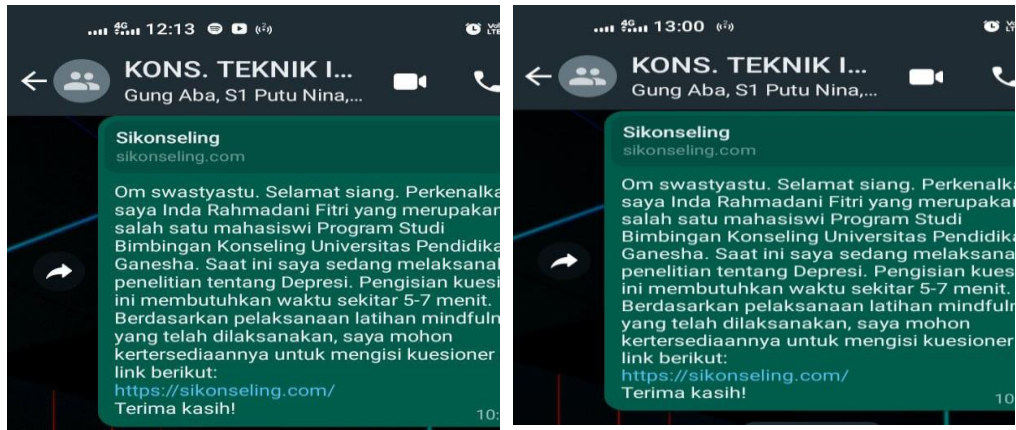 4G 12:13
KONS. TEKNIK I...
Gung Aba, S1 Putu Nina,...
Sikonseling
sikonseling.com
Om swastyastu. Selamat siang. Perkenalka
saya Inda Rahmadani Fitri yang merupakan
salah satu mahasiswi Program Studi
Bimbingan Konseling Universitas Pendidika
Ganesha. Saat ini saya sedang melaksanal
penelitian tentang Depresi. Pengisian kuesi
ini membutuhkan waktu sekitar 5-7 menit.
Berdasarkan pelaksanaan latihan mindfuln
yang telah dilaksanakan, saya mohon
kertersediaannya untuk mengisi kuesioner
link berikut:
https://sikonseling.com/
Terima kasih!
10:
4G 13:00
KONS. TEKNIK I...
Gung Aba, S1 Putu Nina,...
Sikonseling
sikonseling.com
Om swastyastu. Selamat siang. Perkenalka
saya Inda Rahmadani Fitri yang merupakan
salah satu mahasiswi Program Studi
Bimbingan Konseling Universitas Pendidika
Ganesha. Saat ini saya sedang melaksana
penelitian tentang Depresi. Pengisian kues
ini membutuhkan waktu sekitar 5-7 menit.
Berdasarkan pelaksanaan latihan mindfuln
yang telah dilaksanakan, saya mohon
kertersediaannya untuk mengisi kuesioner
link berikut:
https://sikonseling.com/
Terima kasih!
10